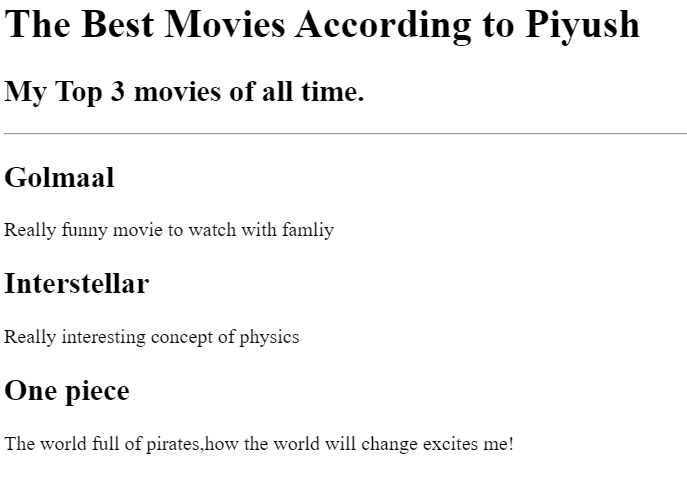 The Best Movies According to Piyush
My Top 3 movies of all time.
Golmaal
Really funny movie to watch with famliy
Interstellar
Really interesting concept of physics
One piece
The world full of pirates,how the world will change excites me!